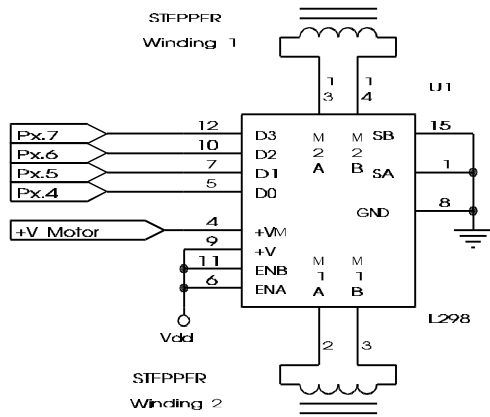 STEPPER
Winding 1
1 1
3 4
U1
Px.7 12 D3 M M SB 15
Px.6 10 D2 2 2
Px.5 7 D1 A B SA 1
Px.4 5 D0
GND 8
+V Motor 4 +VM
9 +V
11 ENB M M
6 ENA 1 1
A B
Vdd
L298
2 3
STEPPER
Winding 2